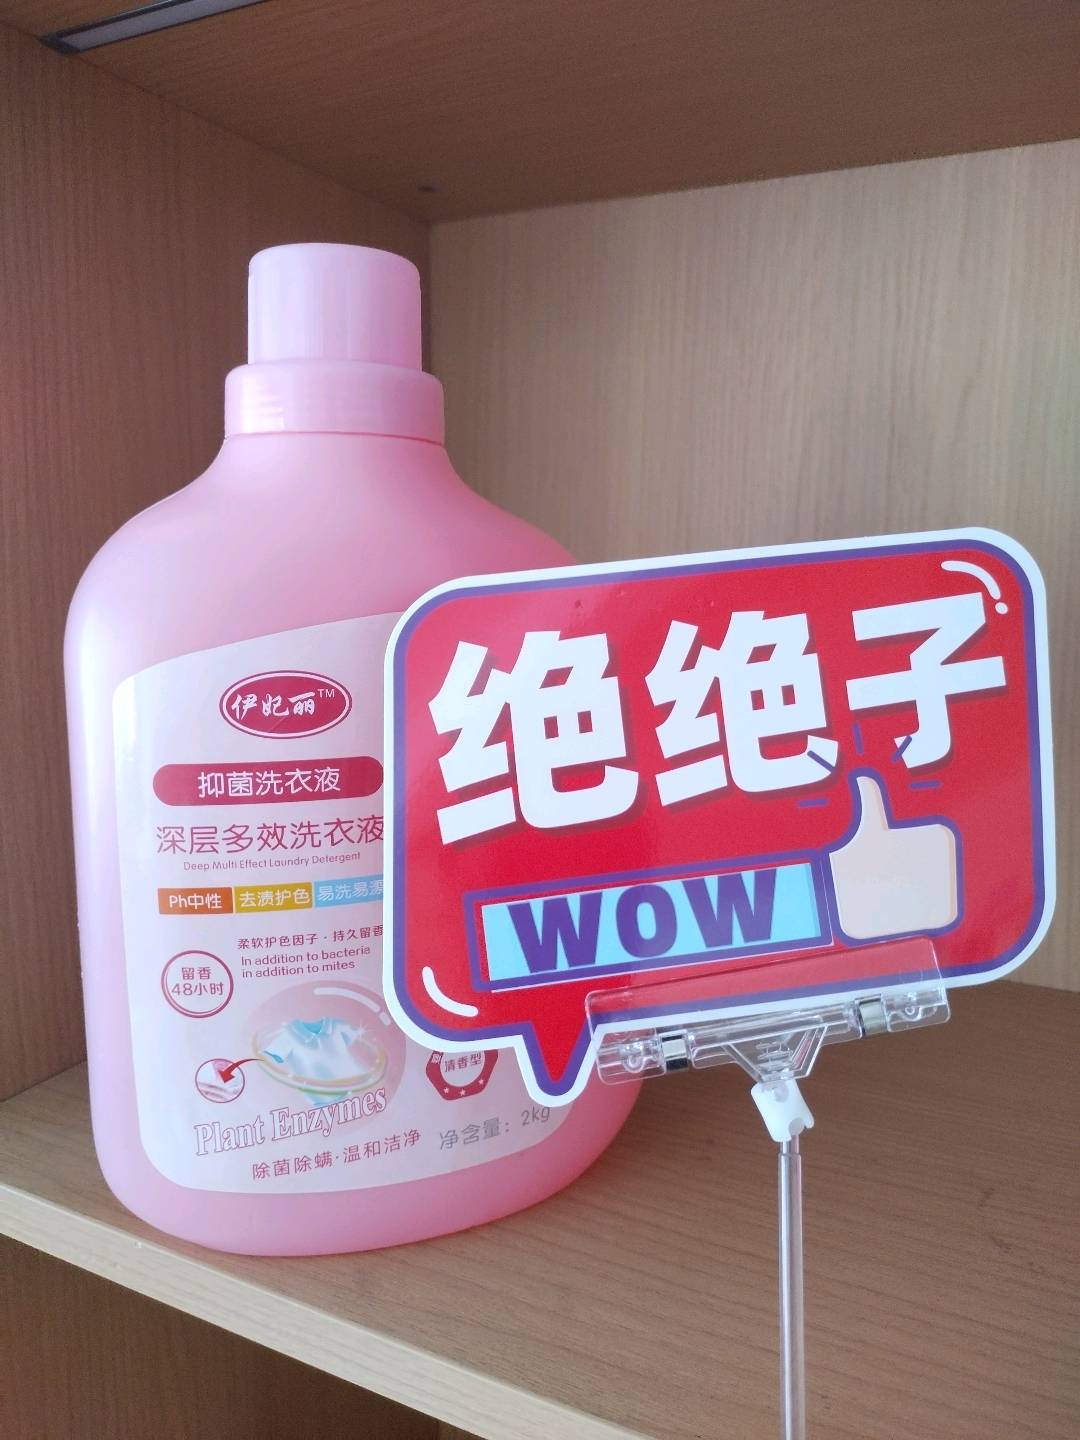 伊妃丽™
抑菌洗衣液
深层多效洗衣液
Deep Multi Effect Laundry Detergent
Ph中性 去渍护色 易洗易漂
柔软护色因子·持久留香
In addition to bacteria
in addition to mites
留香
48小时
清香型
Plant Enzymes
除菌除螨·温和洁净
净含量：2kg
绝绝子
WOW